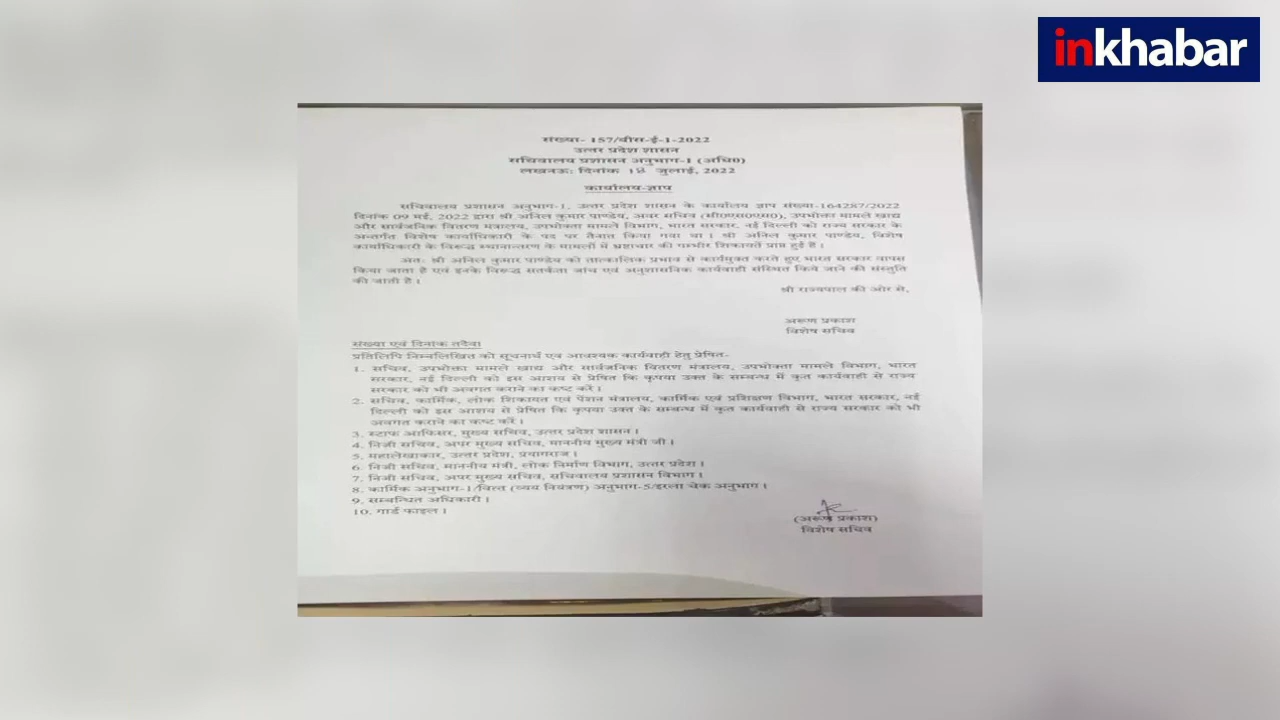 inkhabar
संख्या- 157/बीस-ई-1-2022
उत्तर प्रदेश शासन
सचिवालय प्रशासन अनुभाग-1 (अधि0)
लखनऊः दिनांक 18 जुलाई, 2022
कार्यालय-ज्ञाप
सचिवालय प्रशासन अनुभाग-1, उत्तर प्रदेश शासन के कार्यालय ज्ञाप संख्या-164287/2022
दिनांक 09 मई, 2022 द्वारा श्री अनिल कुमार पाण्डेय, अवर सचिव (सी0एस0एस0), उपभोक्ता मामले खाद्य
और सार्वजनिक वितरण मंत्रालय, उपभोक्ता मामले विभाग, भारत सरकार, नई दिल्ली को राज्य सरकार के
अन्तर्गत विशेष कार्याधिकारी के पद पर तैनात किया गया था। श्री अनिल कुमार पाण्डेय, विशेष
कार्याधिकारी के विरूद्ध स्थानान्तरण के मामलों में भ्रष्टाचार की गम्भीर शिकायतें प्राप्त हुई हैं।
अतः श्री अनिल कुमार पाण्डेय को तात्कालिक प्रभाव से कार्यमुक्त करते हुए भारत सरकार वापस
किया जाता है एवं इनके विरूद्ध सतर्कता जांच एवं अनुशासनिक कार्यवाही संस्थित किये जाने की संस्तुति
की जाती है।
श्री राज्यपाल की ओर से,
अरूण प्रकाश
विशेष सचिव
संख्या एवं दिनांक तदैव।
प्रतिलिपि निम्नलिखित को सूचनार्थ एवं आवश्यक कार्यवाही हेतु प्रेषित-
1. सचिव, उपभोक्ता मामले खाद्य और सार्वजनिक वितरण मंत्रालय, उपभोक्ता मामले विभाग, भारत
सरकार, नई दिल्ली को इस आशय से प्रेषित कि कृपया उक्त के सम्बन्ध में कृत कार्यवाही से राज्य
सरकार को भी अवगत कराने का कष्ट करें।
2. सचिव, कार्मिक, लोक शिकायत एवं पेंशन मंत्रालय, कार्मिक एवं प्रशिक्षण विभाग, भारत सरकार, नई
दिल्ली को इस आशय से प्रेषित कि कृपया उक्त के सम्बन्ध में कृत कार्यवाही से राज्य सरकार को भी
अवगत कराने का कष्ट करें।
3. स्टाफ आफिसर, मुख्य सचिव, उत्तर प्रदेश शासन।
4. निजी सचिव, अपर मुख्य सचिव, माननीय मुख्य मंत्री जी।
5. महालेखाकार, उत्तर प्रदेश, प्रयागराज।
6. निजी सचिव, माननीय मंत्री, लोक निर्माण विभाग, उत्तर प्रदेश।
7. निजी सचिव, अपर मुख्य सचिव, सचिवालय प्रशासन विभाग।
8. कार्मिक अनुभाग-1/वित्त (व्यय नियंत्रण) अनुभाग-5/इरला चेक अनुभाग।
9. सम्बन्धित अधिकारी।
10. गार्ड फाइल।
(अरूण प्रकाश)
विशेष सचिव